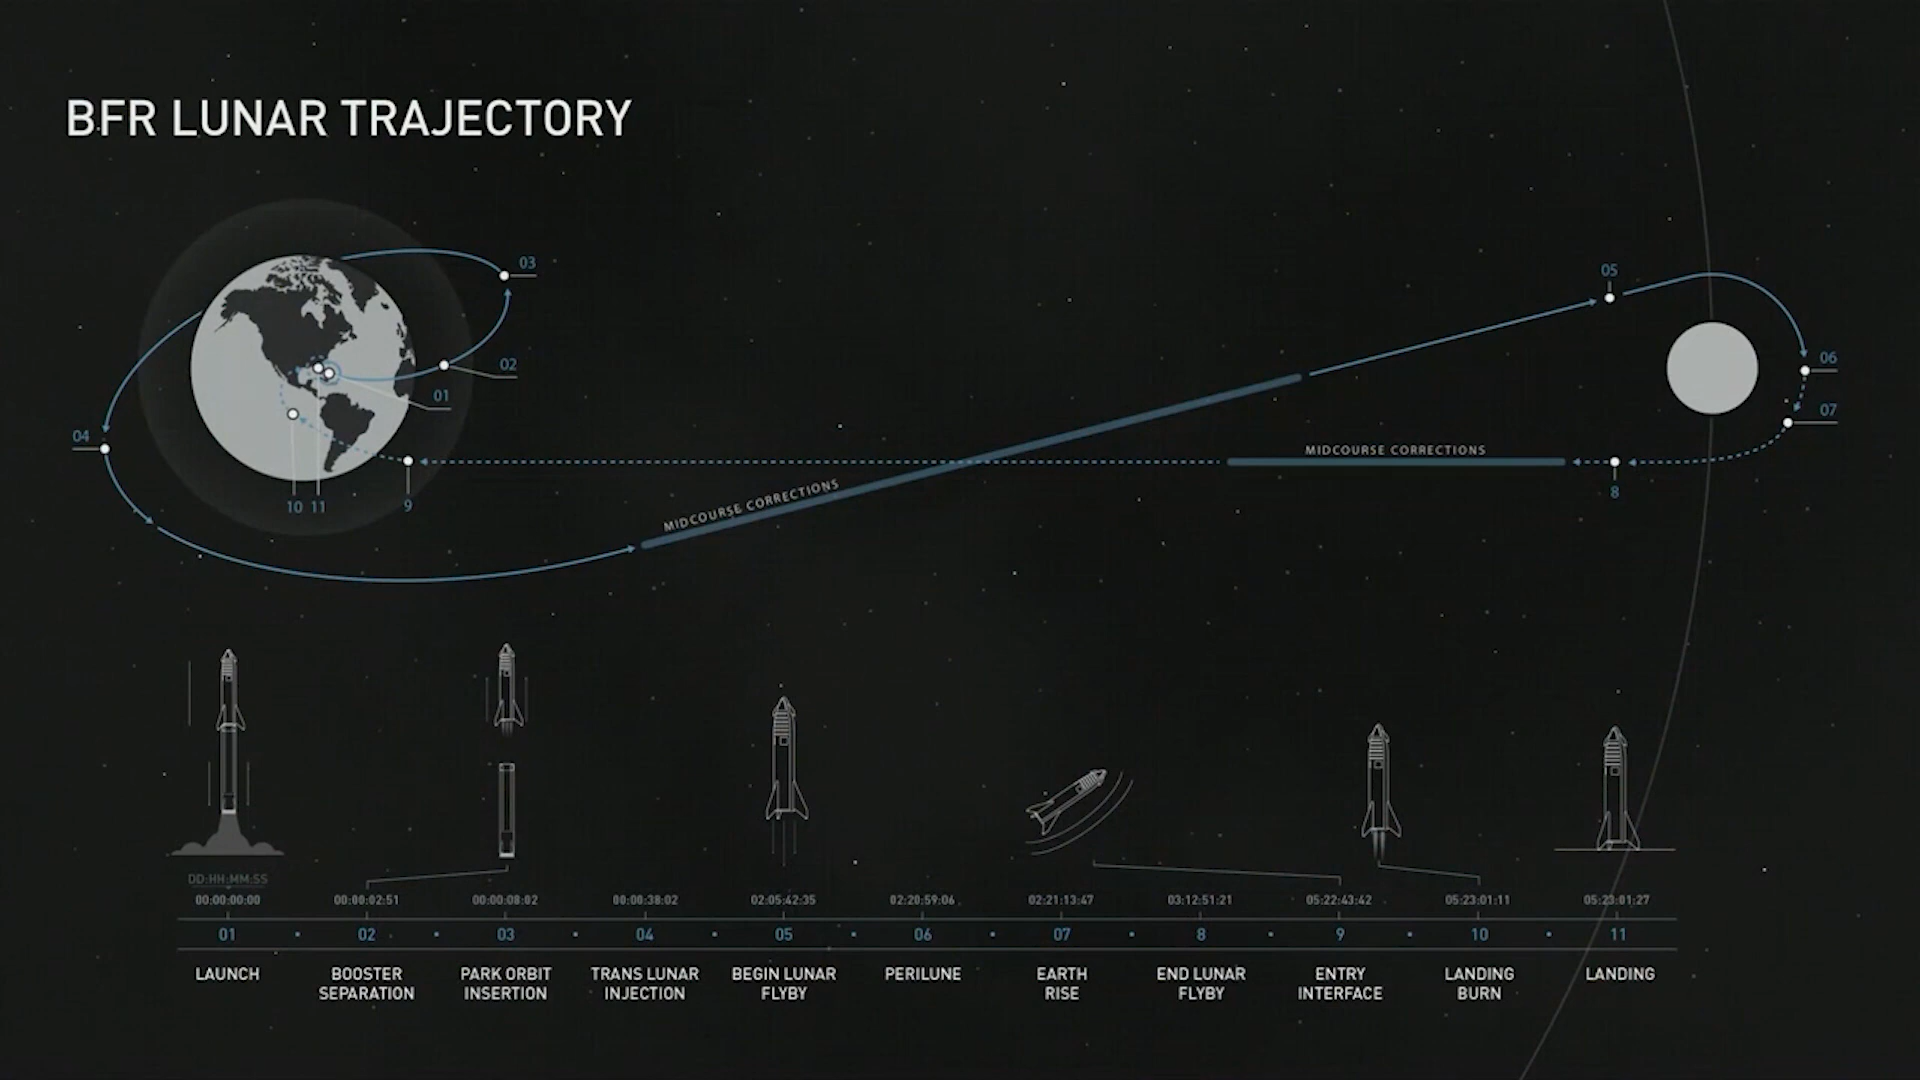 BFR LUNAR TRAJECTORY
03
02
01
04
10 11
9
MIDCOURSE CORRECTIONS
MIDCOURSE CORRECTIONS
05
06
07
8
DD:HH:MM:SS
00:00:00:00 00:00:02:51 00:00:08:02 00:00:38:02 02:05:42:35 02:20:59:06 02:21:13:47 03:12:51:21 05:22:43:42 05:23:01:11 05:23:01:27
01 02 03 04 05 06 07 8 9 10 11
LAUNCH
BOOSTER
SEPARATION
PARK ORBIT
INSERTION
TRANS LUNAR
INJECTION
BEGIN LUNAR
FLYBY
PERILUNE
EARTH
RISE
END LUNAR
FLYBY
ENTRY
INTERFACE
LANDING
BURN
LANDING